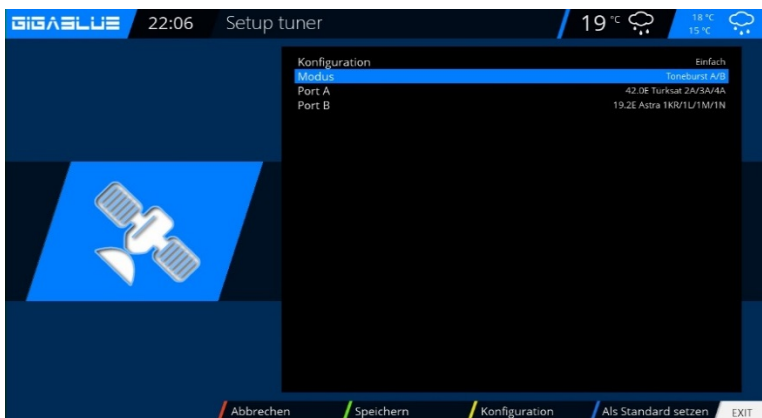 GIGABLUE 22:06 Setup tuner 19 °C 18 °C
15 °C
Konfiguration Einfach
Modus Toneburst A/B
Port A 42.0E Türksat 2A/3A/4A
Port B 19.2E Astra 1KR/1L/1M/1N
Abbrechen Speichern Konfiguration Als Standard setzen EXIT